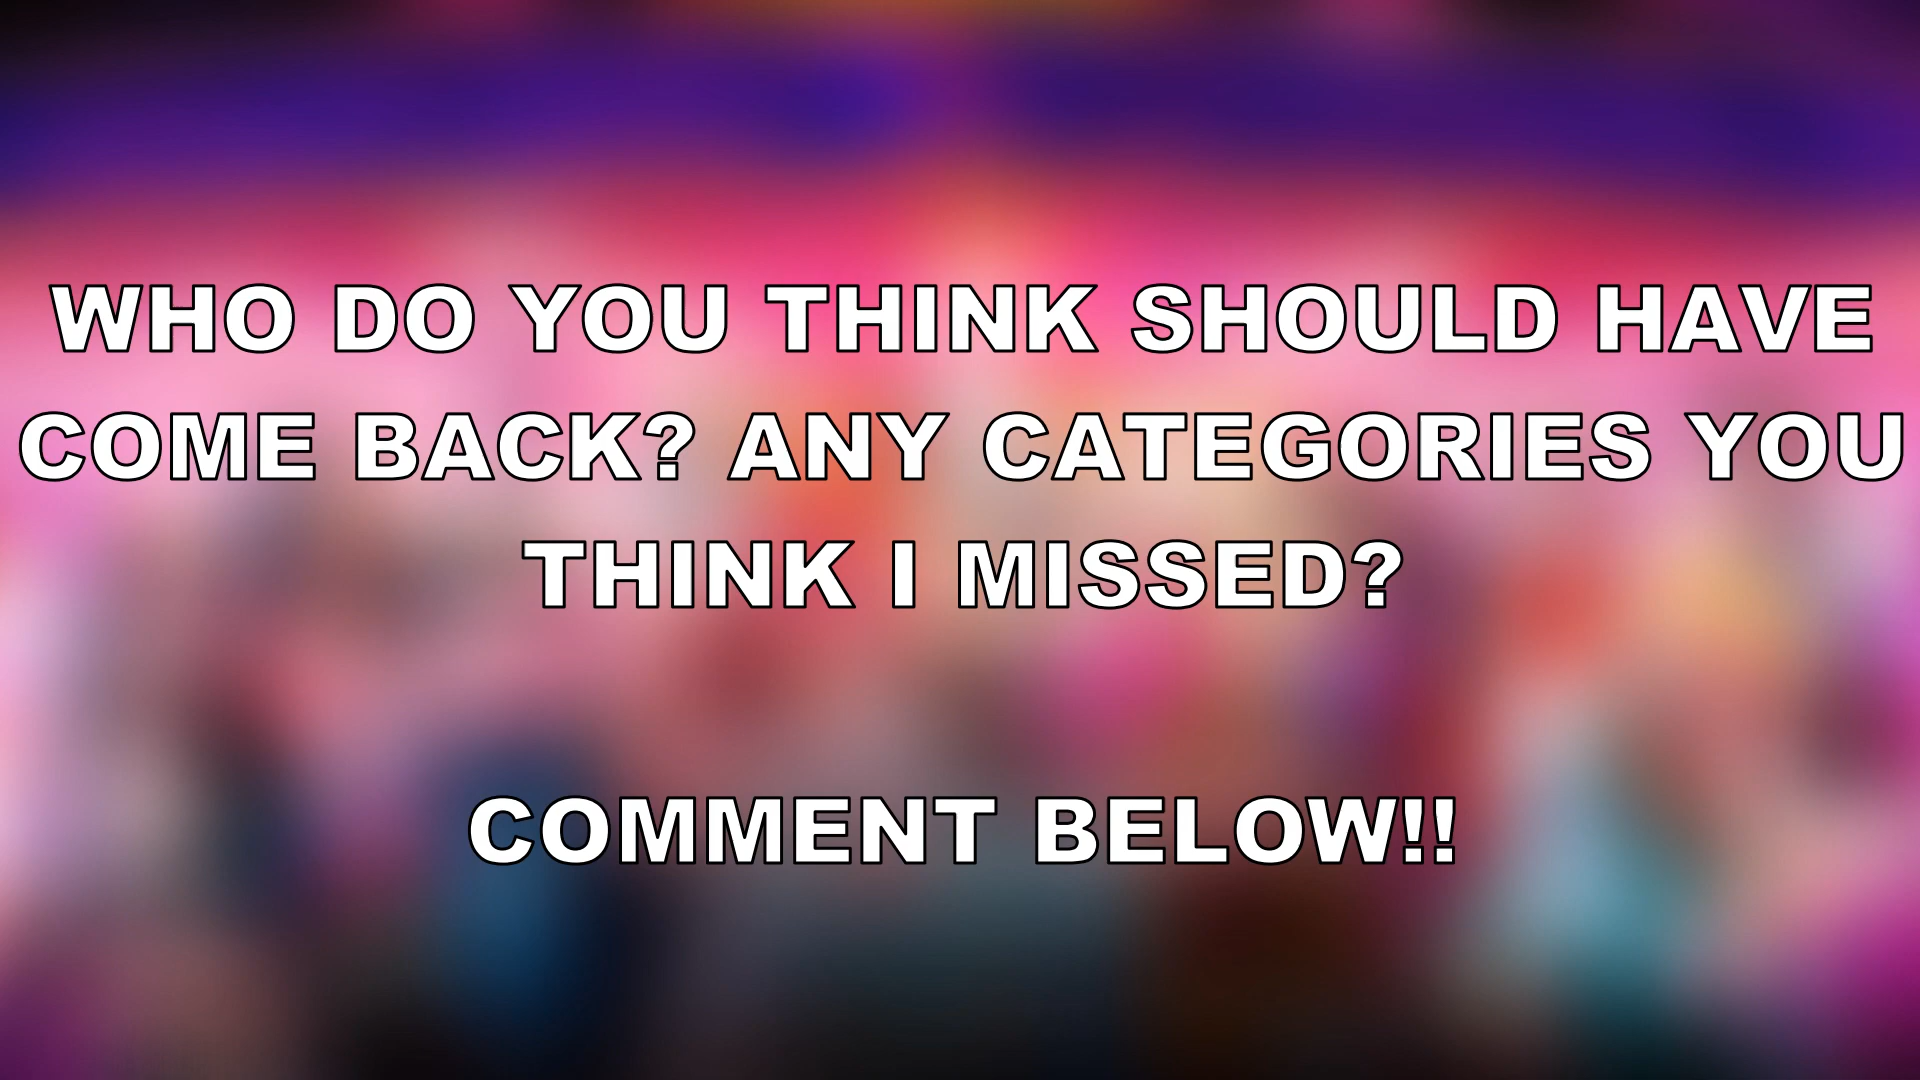 WHO DO YOU THINK SHOULD HAVE
COME BACK? ANY CATEGORIES YOU
THINK I MISSED?
COMMENT BELOW!!